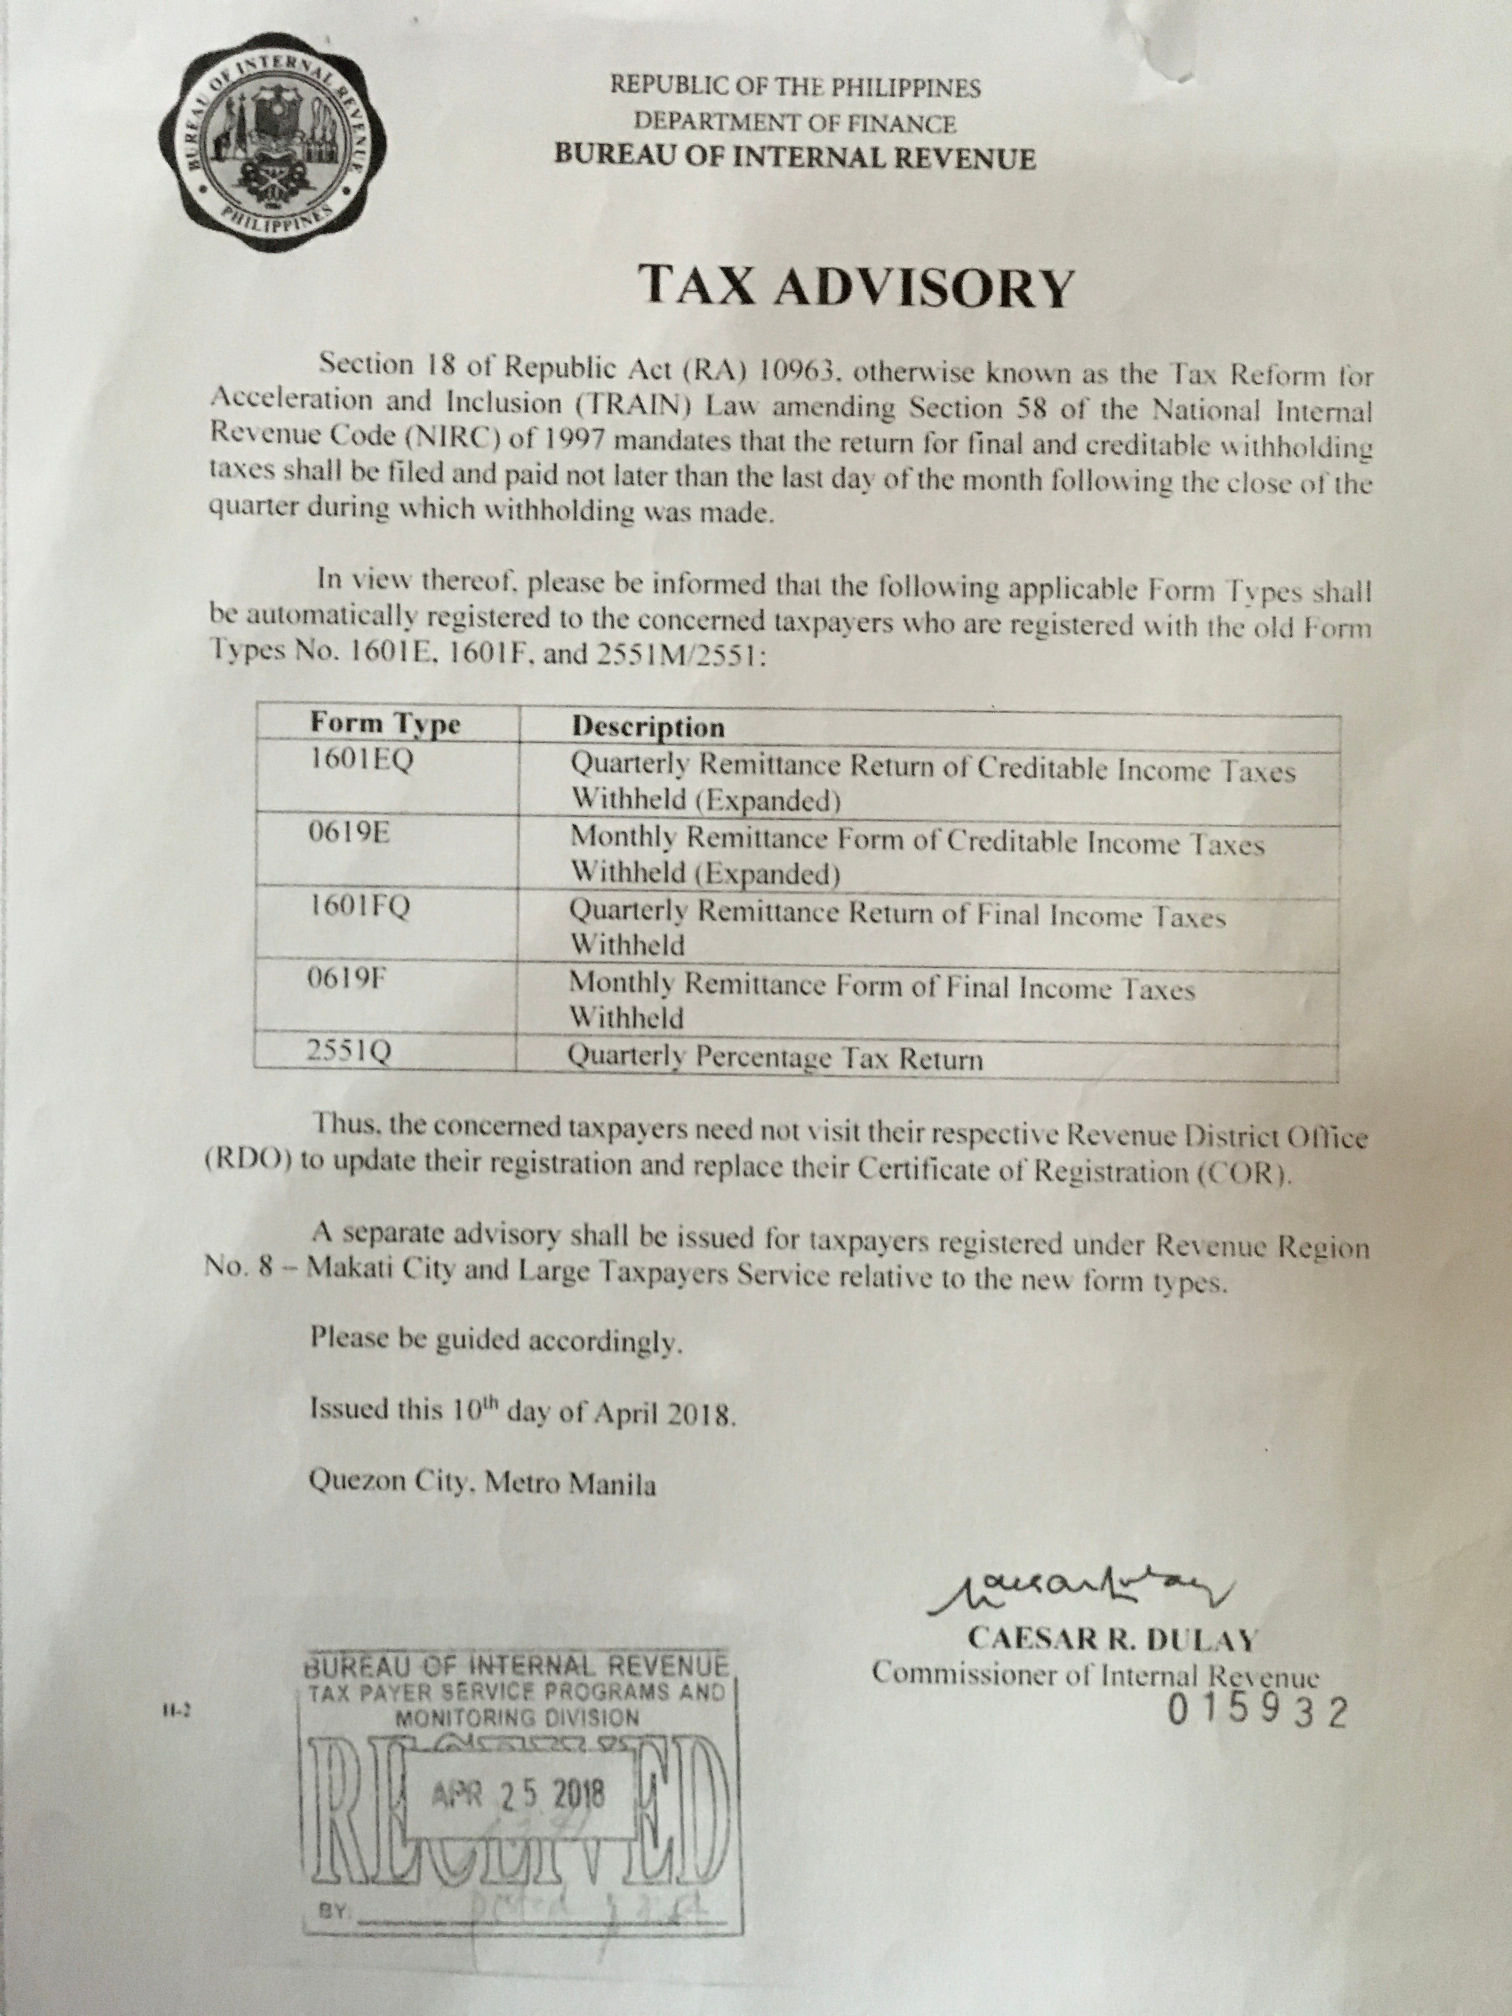 BUREAU OF INTERNAL REVENUE
PHILIPPINES
REPUBLIC OF THE PHILIPPINES
DEPARTMENT OF FINANCE
BUREAU OF INTERNAL REVENUE
TAX ADVISORY
Section 18 of Republic Act (RA) 10963, otherwise known as the Tax Reform for
Acceleration and Inclusion (TRAIN) Law amending Section 58 of the National Internal
Revenue Code (NIRC) of 1997 mandates that the return for final and creditable withholding
taxes shall be filed and paid not later than the last day of the month following the close of the
quarter during which withholding was made.
In view thereof, please be informed that the following applicable Form Types shall
be automatically registered to the concerned taxpayers who are registered with the old Form
Types No. 1601E, 1601F, and 2551M/2551:
Form Type Description
1601EQ Quarterly Remittance Return of Creditable Income Taxes
Withheld (Expanded)
0619E Monthly Remittance Form of Creditable Income Taxes
Withheld (Expanded)
1601FQ Quarterly Remittance Return of Final Income Taxes
Withheld
0619F Monthly Remittance Form of Final Income Taxes
Withheld
2551Q Quarterly Percentage Tax Return
Thus, the concerned taxpayers need not visit their respective Revenue District Office
(RDO) to update their registration and replace their Certificate of Registration (COR).
A separate advisory shall be issued for taxpayers registered under Revenue Region
No. 8 – Makati City and Large Taxpayers Service relative to the new form types.
Please be guided accordingly.
Issued this 10th day of April 2018.
Quezon City, Metro Manila
CAESAR R. DULAY
Commissioner of Internal Revenue
015932
H-2
BUREAU OF INTERNAL REVENUE
TAX PAYER SERVICE PROGRAMS AND
MONITORING DIVISION
RECEIVED
APR 25 2018
BY: